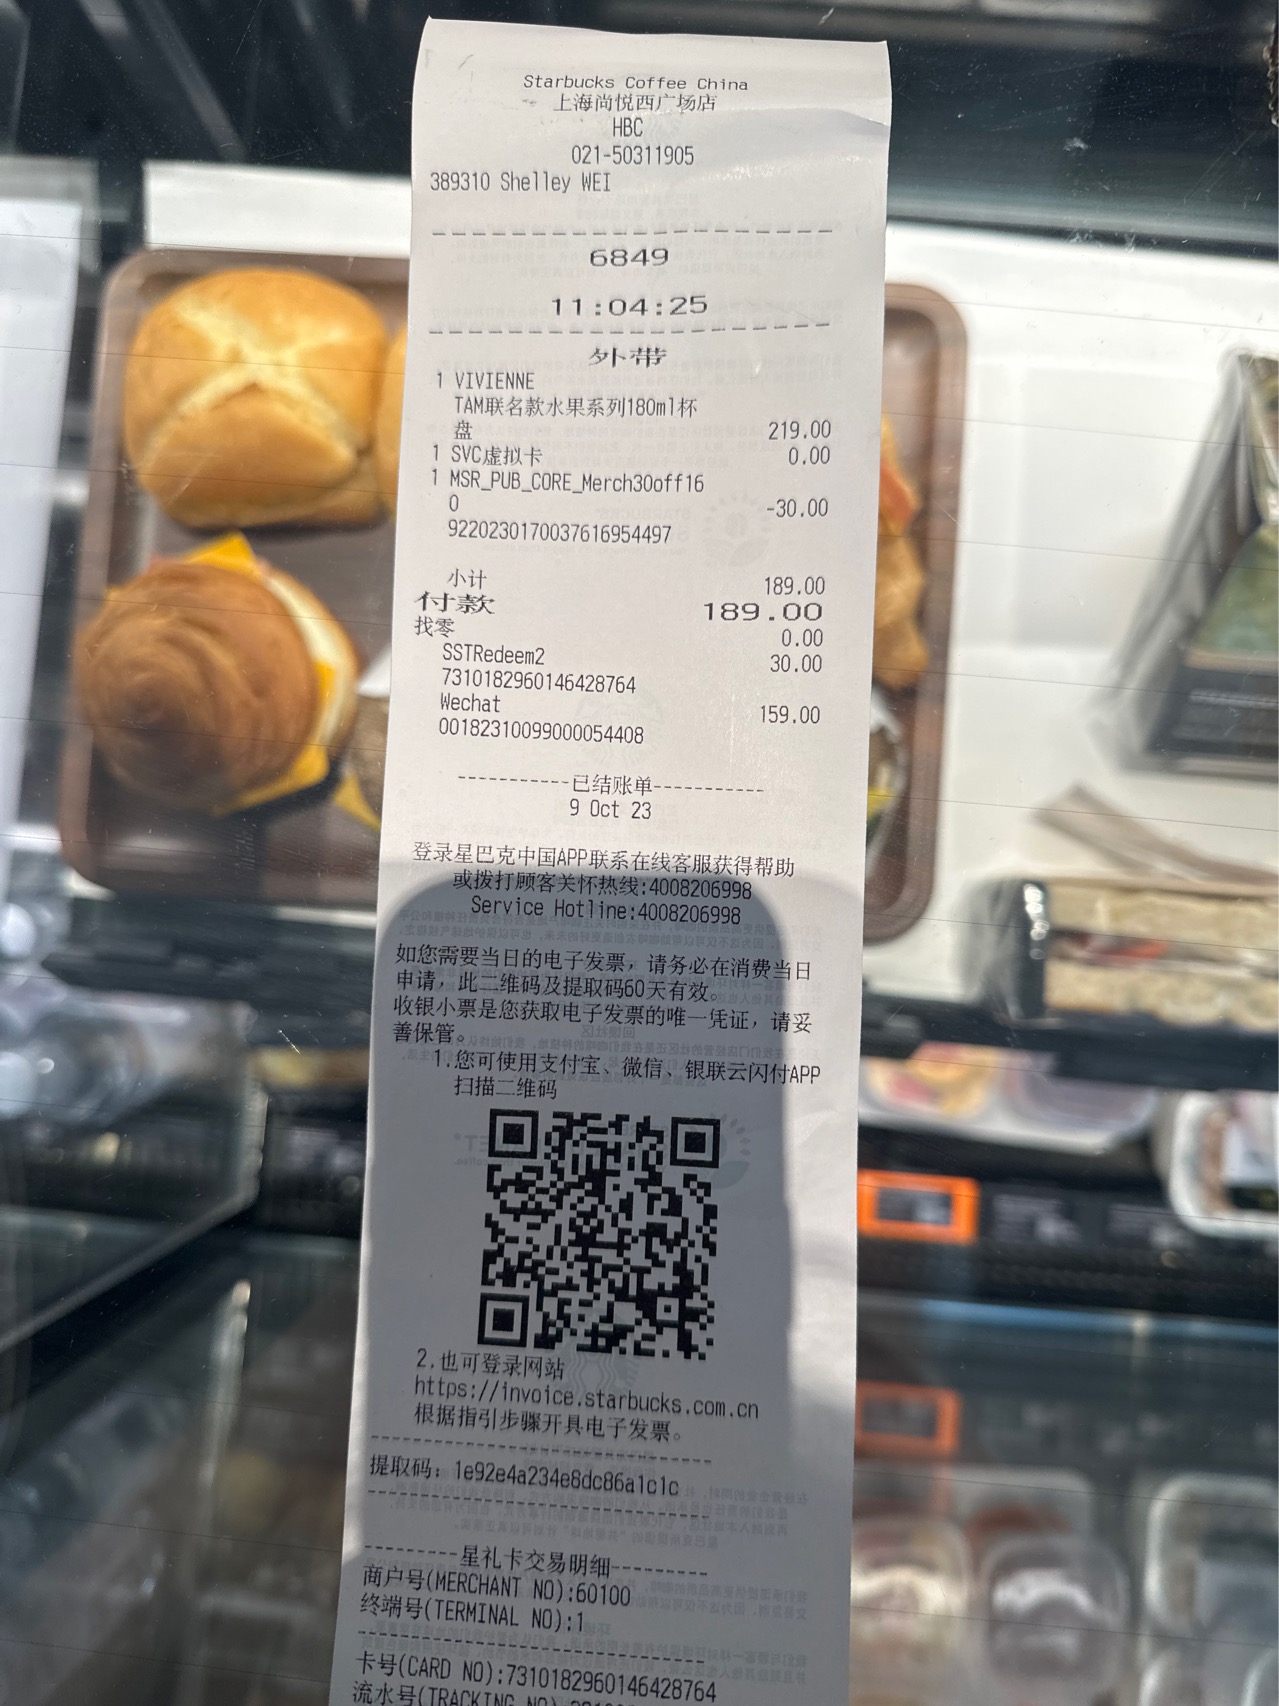 Starbucks Coffee China
上海尚悦西广场店
HBC
021-50311905
389310 Shelley WEI
6849
11:04:25
外带
1 VIVIENNE
TAM联名款水果系列180ml杯
盘 219.00
1 SVC虚拟卡 0.00
1 MSR_PUB_CORE_Merch30off16
0 -30.00
9220230170037616954497
小计 189.00
付款 189.00
找零 0.00
SSTRedeem2 30.00
7310182960146428764
Wechat 159.00
00182310099000054408
-----------已结账单-----------
9 Oct 23
登录星巴克中国APP联系在线客服获得帮助
或拨打顾客关怀热线:4008206998
Service Hotline:4008206998
如您需要当日的电子发票，请务必在消费当日
申请，此二维码及提取码60天有效。
收银小票是您获取电子发票的唯一凭证，请妥
善保管。
1.您可使用支付宝、微信、银联云闪付APP
扫描二维码
2.也可登录网站
https://invoice.starbucks.com.cn
根据指引步骤开具电子发票。
提取码：1e92e4a234e8dc86a1c1c
---------星礼卡交易明细---------
商户号(MERCHANT NO):60100
终端号(TERMINAL NO):1
卡号(CARD NO):7310182960146428764
流水号(TRACKING NO)